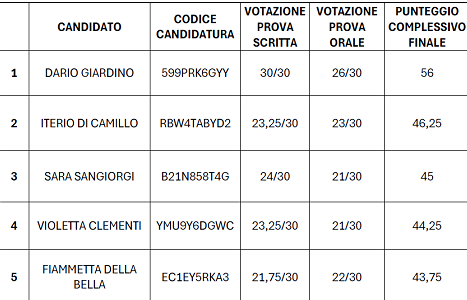 CANDIDATO CODICE CANDIDATURA VOTAZIONE PROVA SCRITTA VOTAZIONE PROVA ORALE PUNTEGGIO COMPLESSIVO FINALE
1 DARIO GIARDINO 599PRK6GYY 30/30 26/30 56
2 ITERIO DI CAMILLO RBW4TABYD2 23,25/30 23/30 46,25
3 SARA SANGIORGI B21N858T4G 24/30 21/30 45
4 VIOLETTA CLEMENTI YMU9Y6DGWC 23,25/30 21/30 44,25
5 FIAMMETTA DELLA BELLA EC1EY5RKA3 21,75/30 22/30 43,75